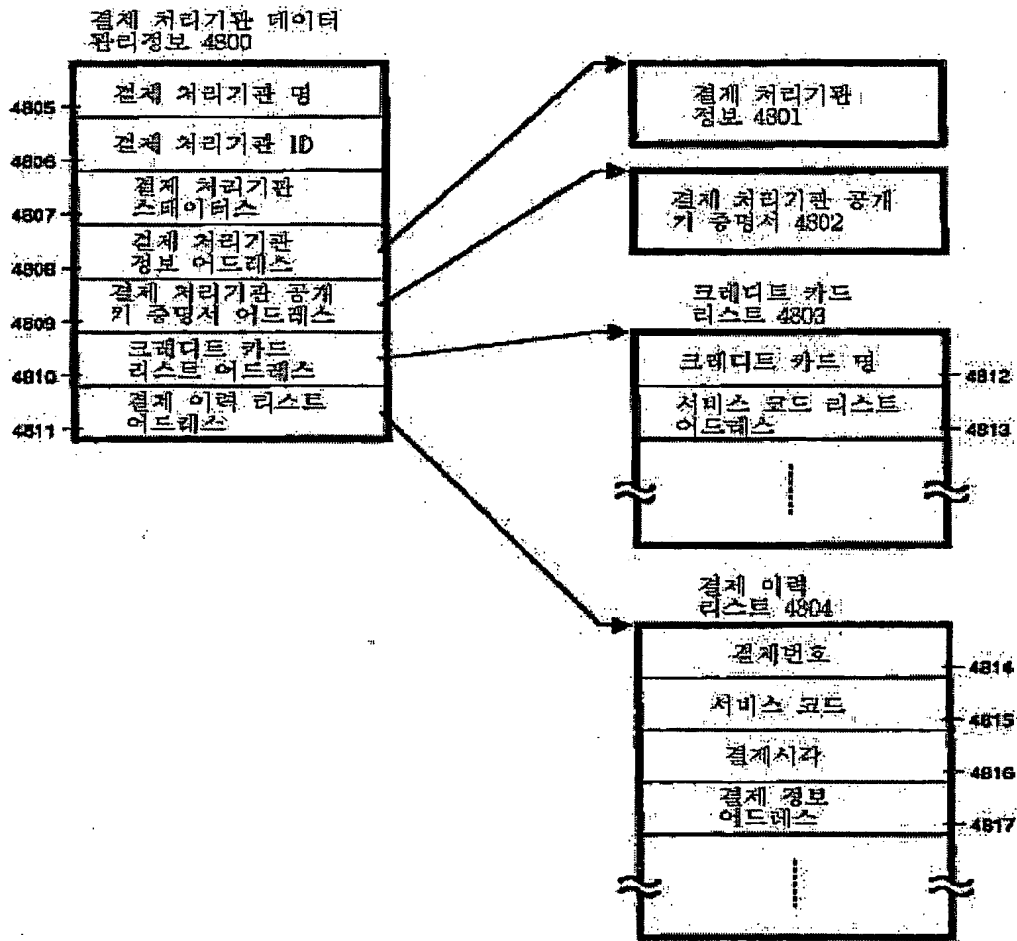 결제 처리기관 데이터
관리정보 4800
4805
결제 처리기관 명
4806
결제 처리기관 ID
4807
결제 처리기관
스테이터스
4808
결제 처리기관
정보 어드레스
4809
결제 처리기관 공개
키 증명서 어드레스
4810
크레디트 카드
리스트 어드레스
4811
결제 이력 리스트
어드레스
결제 처리기관
정보 4801
결제 처리기관 공개
키 증명서 4802
크레디트 카드
리스트 4803
크레디트 카드 명
4812
서비스 코드 리스트
어드레스
4813
결제 이력
리스트 4804
결제번호
4814
서비스 코드
4815
결제시각
4816
결제 정보
어드레스
4817